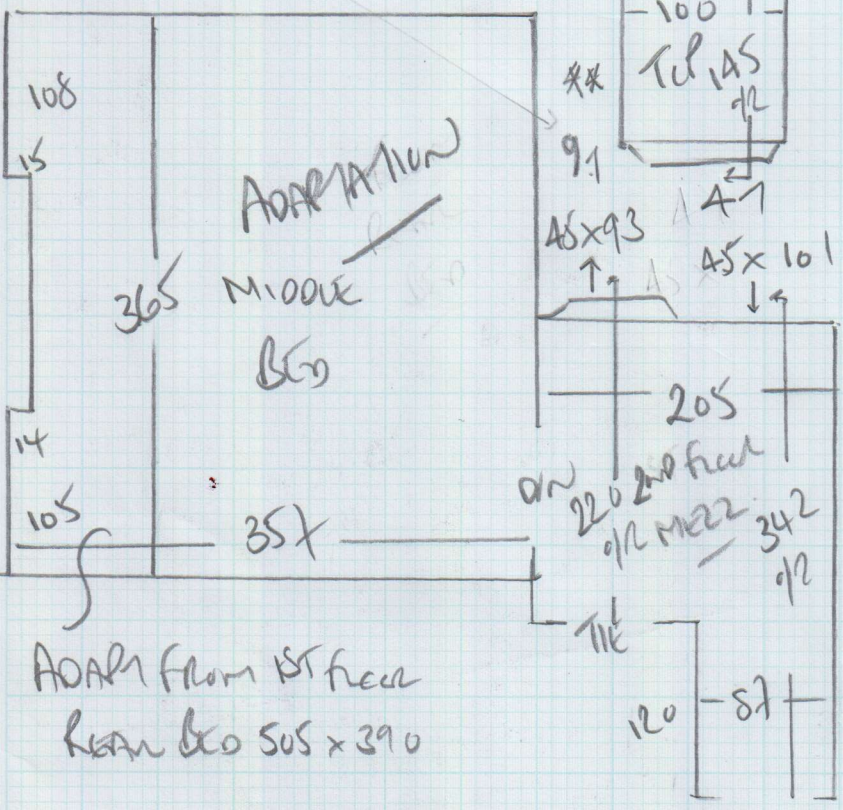 100
108
**
TCP 145
15
91
41
ADAPTATION
45x93
45x101
MIDDLE
365
BED
205
14
D/N
220
2ND FLOOR
MEZZ
342
105
357
TIE
ADAPT FROM 1ST FLOOR
120
87
REAR BED 505 x 390